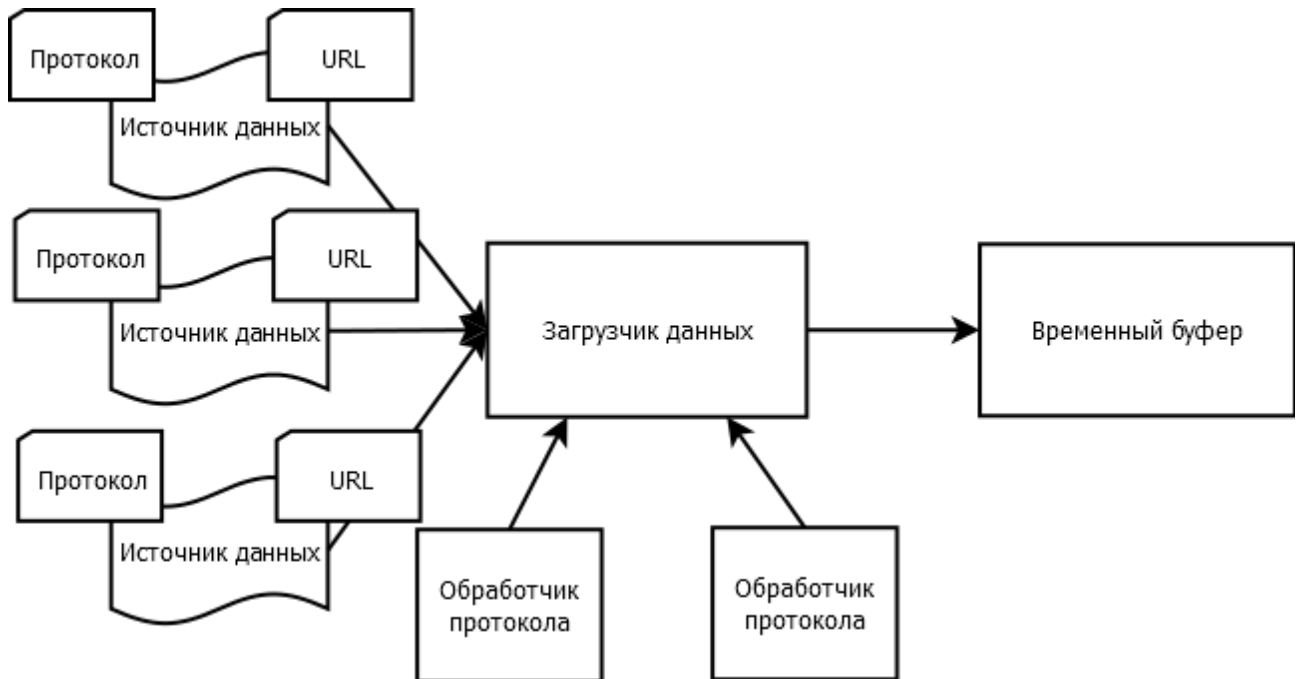 Протокол
URL
Источник данных
Протокол
URL
Источник данных
Загрузчик данных
Временный буфер
Протокол
URL
Источник данных
Обработчик
протокола
Обработчик
протокола